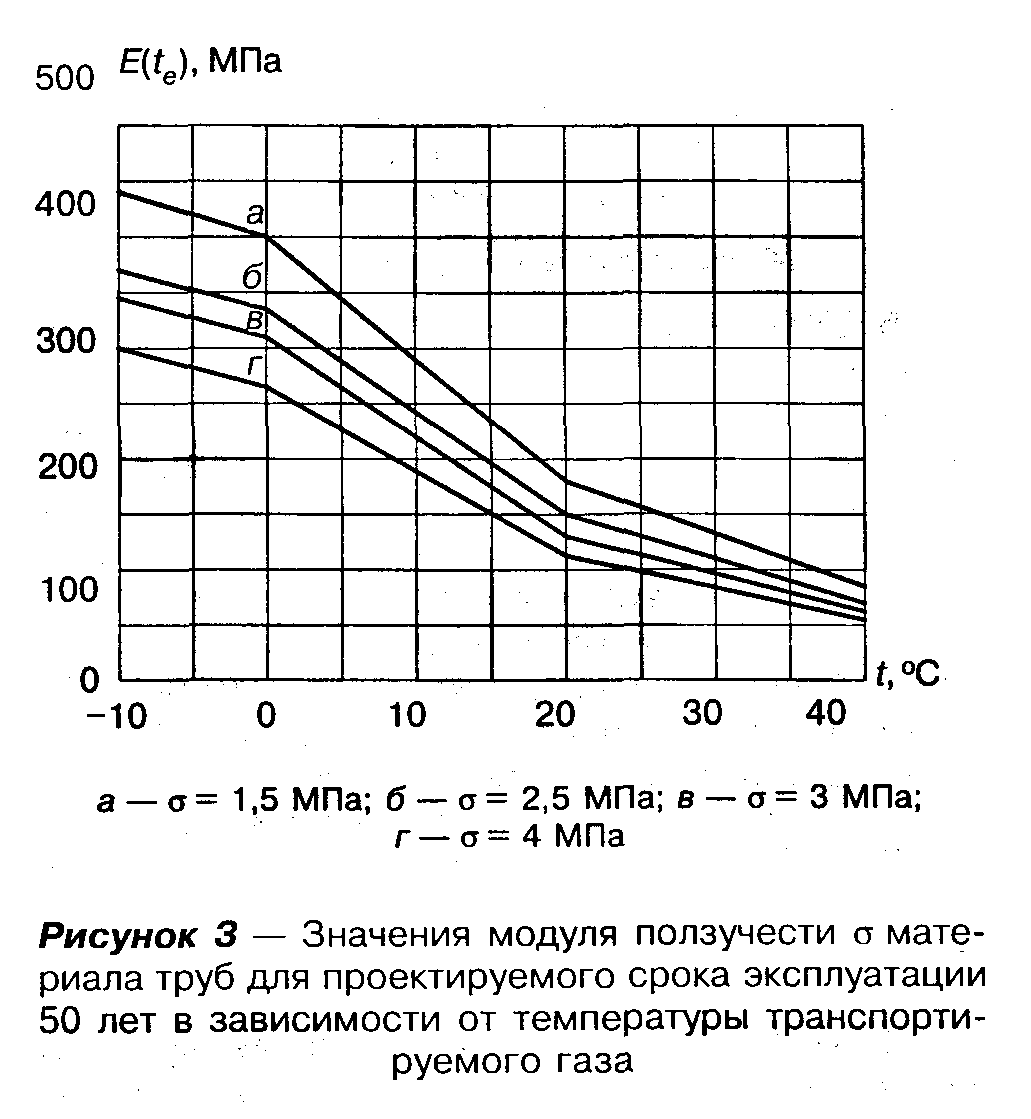 E(te), МПа
500
400
300
200
100
0
а
б
в
г
t, °C
−10 0 10 20 30 40
а — σ = 1,5 МПа; б — σ = 2,5 МПа; в — σ = 3 МПа;
г — σ = 4 МПа
Рисунок 3 — Значения модуля ползучести σ мате-
риала труб для проектируемого срока эксплуатации
50 лет в зависимости от температуры транспорти-
руемого газа